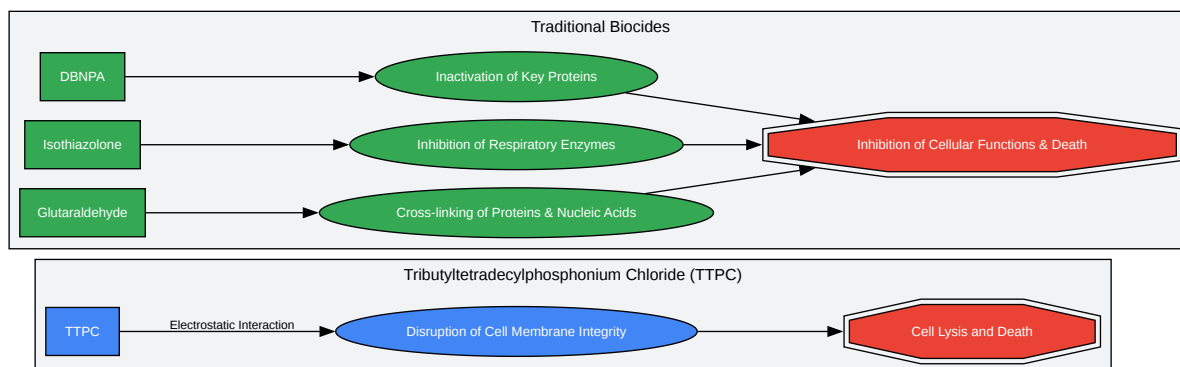 Traditional Biocides
DBNPA
Inactivation of Key Proteins
Isothiazolone
Inhibition of Respiratory Enzymes
Inhibition of Cellular Functions & Death
Glutaraldehyde
Cross-linking of Proteins & Nucleic Acids
Tributyltetradecylphosphonium Chloride (TTPC)
TTPC
Electrostatic Interaction
Disruption of Cell Membrane Integrity
Cell Lysis and Death